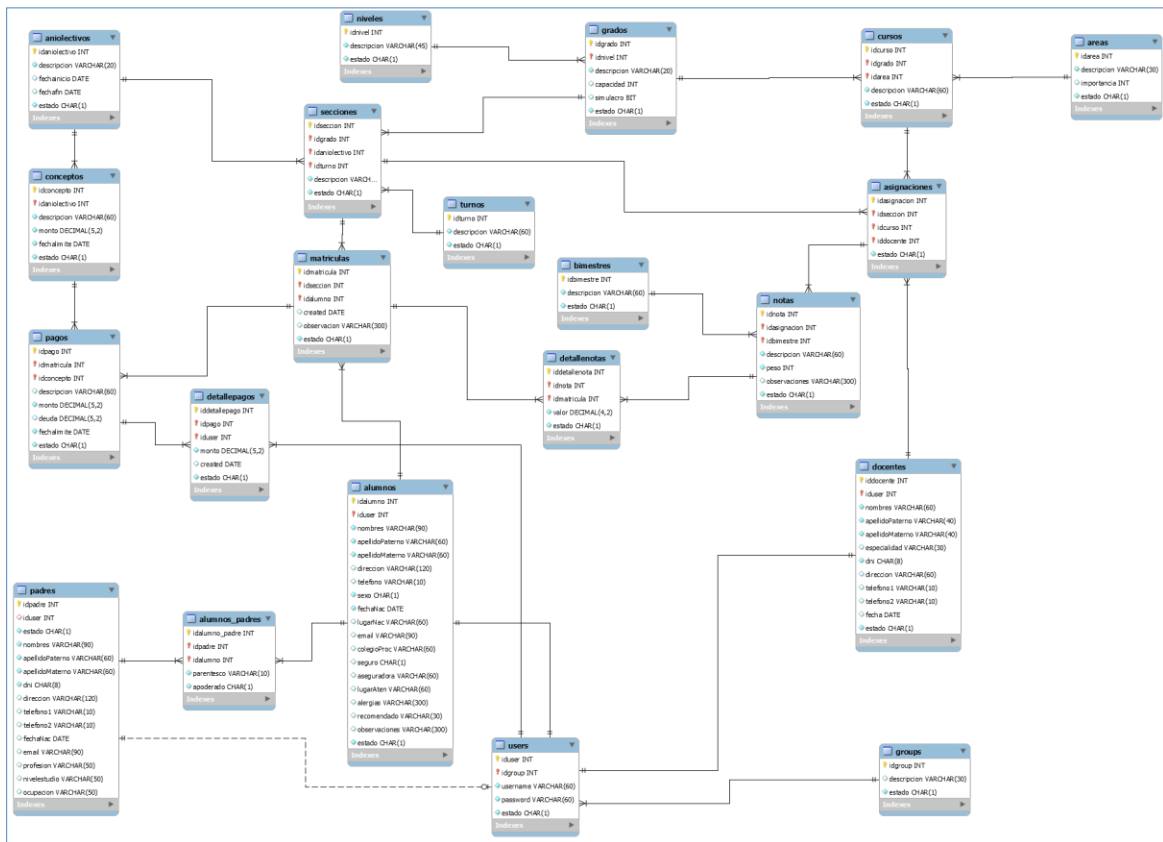 niveles
idnivel INT
descripcion VARCHAR(45)
estado CHAR(1)
Indexes
grados
idgrado INT
idnivel INT
descripcion VARCHAR(20)
capacidad INT
simulacro BIT
estado CHAR(1)
Indexes
cursos
idcurso INT
idgrado INT
idarea INT
descripcion VARCHAR(60)
estado CHAR(1)
Indexes
areas
idarea INT
descripcion VARCHAR(30)
importancia INT
estado CHAR(1)
Indexes
aniolectivos
idaniolectivo INT
descripcion VARCHAR(20)
fechainicio DATE
fechafin DATE
estado CHAR(1)
Indexes
secciones
idseccion INT
idgrado INT
idaniolectivo INT
idturno INT
descripcion VARCH...
estado CHAR(1)
Indexes
conceptos
idconcepto INT
idaniolectivo INT
descripcion VARCHAR(60)
monto DECIMAL(5,2)
fechalimite DATE
estado CHAR(1)
Indexes
turnos
idturno INT
descripcion VARCHAR(60)
estado CHAR(1)
Indexes
asignaciones
idasignacion INT
idseccion INT
idcurso INT
iddocente INT
estado CHAR(1)
Indexes
matriculas
idmatricula INT
idseccion INT
idalumno INT
created DATE
observacion VARCHAR(300)
estado CHAR(1)
Indexes
bimestres
idbimestre INT
descripcion VARCHAR(60)
estado CHAR(1)
Indexes
notas
idnota INT
idasignacion INT
idbimestre INT
descripcion VARCHAR(60)
peso INT
observaciones VARCHAR(300)
estado CHAR(1)
Indexes
pagos
idpago INT
idmatricula INT
idconcepto INT
descripcion VARCHAR(60)
monto DECIMAL(5,2)
deuda DECIMAL(5,2)
fechalimite DATE
estado CHAR(1)
Indexes
detallenotas
iddetallenota INT
idnota INT
idmatricula INT
valor DECIMAL(4,2)
estado CHAR(1)
Indexes
detallepagos
iddetallepago INT
idpago INT
iduser INT
monto DECIMAL(5,2)
created DATE
estado CHAR(1)
Indexes
alumnos
idalumno INT
iduser INT
nombres VARCHAR(90)
apellidoPaterno VARCHAR(60)
apellidoMaterno VARCHAR(60)
direccion VARCHAR(120)
telefono VARCHAR(10)
sexo CHAR(1)
fechaNac DATE
lugarNac VARCHAR(60)
email VARCHAR(90)
colegioProc VARCHAR(60)
seguro CHAR(1)
aseguradora VARCHAR(60)
lugarAten VARCHAR(60)
alergias VARCHAR(300)
recomendado VARCHAR(30)
observaciones VARCHAR(300)
estado CHAR(1)
Indexes
docentes
iddocente INT
iduser INT
nombres VARCHAR(60)
apellidoPaterno VARCHAR(40)
apellidoMaterno VARCHAR(40)
especialidad VARCHAR(30)
dni CHAR(8)
direccion VARCHAR(60)
telefono1 VARCHAR(10)
telefono2 VARCHAR(10)
fecha DATE
estado CHAR(1)
Indexes
padres
idpadre INT
iduser INT
estado CHAR(1)
nombres VARCHAR(90)
apellidoPaterno VARCHAR(60)
apellidoMaterno VARCHAR(60)
dni CHAR(8)
direccion VARCHAR(120)
telefono1 VARCHAR(10)
telefono2 VARCHAR(10)
fechaNac DATE
email VARCHAR(90)
profesion VARCHAR(50)
nivelestudio VARCHAR(50)
ocupacion VARCHAR(50)
Indexes
alumnos_padres
idalumno_padre INT
idpadre INT
idalumno INT
parentesco VARCHAR(10)
apoderado CHAR(1)
Indexes
users
iduser INT
idgroup INT
username VARCHAR(60)
password VARCHAR(60)
estado CHAR(1)
Indexes
groups
idgroup INT
descripcion VARCHAR(30)
estado CHAR(1)
Indexes